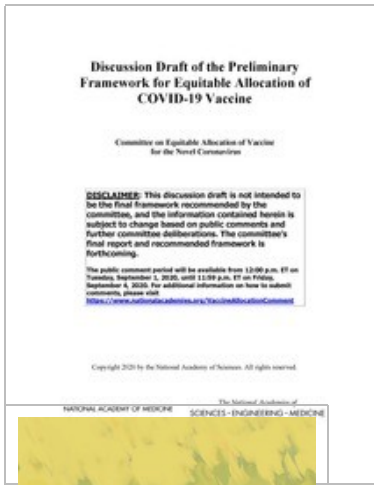 Discussion Draft of the Preliminary
Framework for Equitable Allocation of
COVID-19 Vaccine
Committee on Equitable Allocation of Vaccine
for the Novel Coronavirus
DISCLAIMER: This discussion draft is not intended to
be the final framework recommended by the
committee, and the information contained herein is
subject to change based on public comments and
further committee deliberations. The committee's
final report and recommended framework is
forthcoming.
The public comment period will be available from 12:00 p.m. ET on
Tuesday, September 1, 2020, until 11:59 p.m. ET on Friday,
September 4, 2020. For additional information on how to submit
comments, please visit
https://www.nationalacademies.org/VaccineAllocationComment
Copyright 2020 by the National Academy of Sciences. All rights reserved.
The National Academies of
NATIONAL ACADEMY OF MEDICINE
SCIENCES • ENGINEERING • MEDICINE